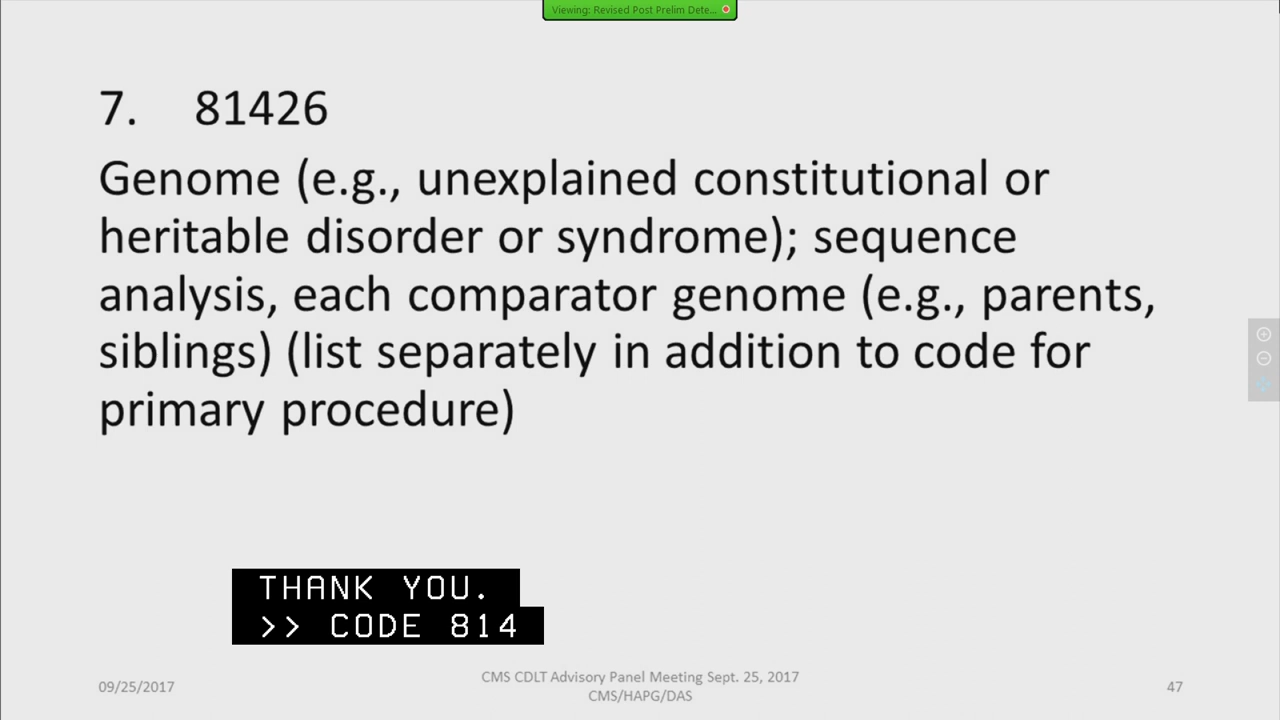 Viewing: Revised Post Prelim Dete...
7. 81426
Genome (e.g., unexplained constitutional or
heritable disorder or syndrome); sequence
analysis, each comparator genome (e.g., parents,
siblings) (list separately in addition to code for
primary procedure)
THANK YOU.
>> CODE 814
09/25/2017
CMS CDLT Advisory Panel Meeting Sept. 25, 2017
CMS/HAPG/DAS
47